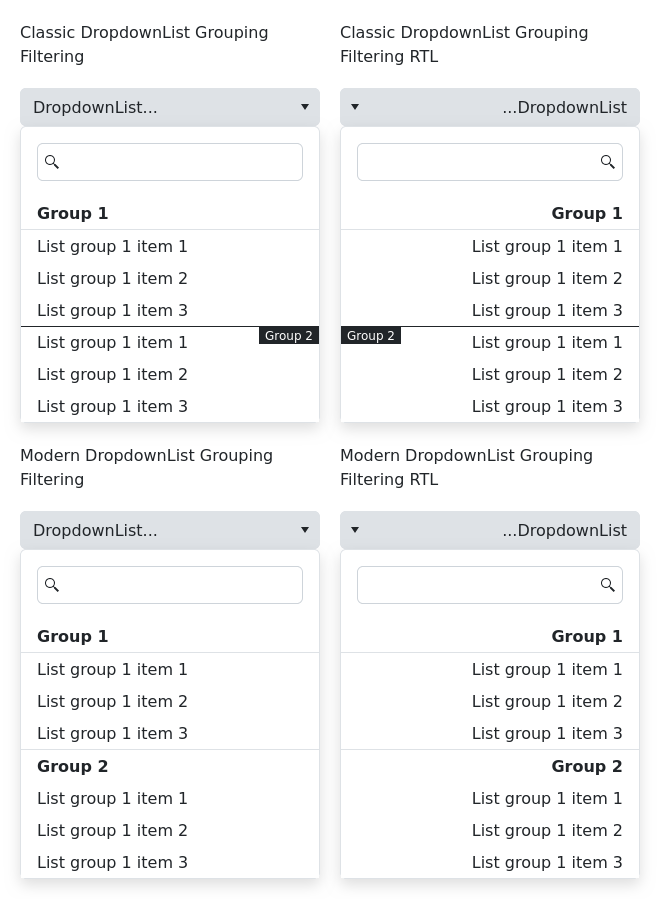 Classic DropdownList Grouping
Filtering
DropdownList...
Group 1
List group 1 item 1
List group 1 item 2
List group 1 item 3
Group 2
List group 1 item 1
List group 1 item 2
List group 1 item 3
Classic DropdownList Grouping
Filtering RTL
...DropdownList
Group 1
List group 1 item 1
List group 1 item 2
List group 1 item 3
Group 2
List group 1 item 1
List group 1 item 2
List group 1 item 3
Modern DropdownList Grouping
Filtering
DropdownList...
Group 1
List group 1 item 1
List group 1 item 2
List group 1 item 3
Group 2
List group 1 item 1
List group 1 item 2
List group 1 item 3
Modern DropdownList Grouping
Filtering RTL
...DropdownList
Group 1
List group 1 item 1
List group 1 item 2
List group 1 item 3
Group 2
List group 1 item 1
List group 1 item 2
List group 1 item 3